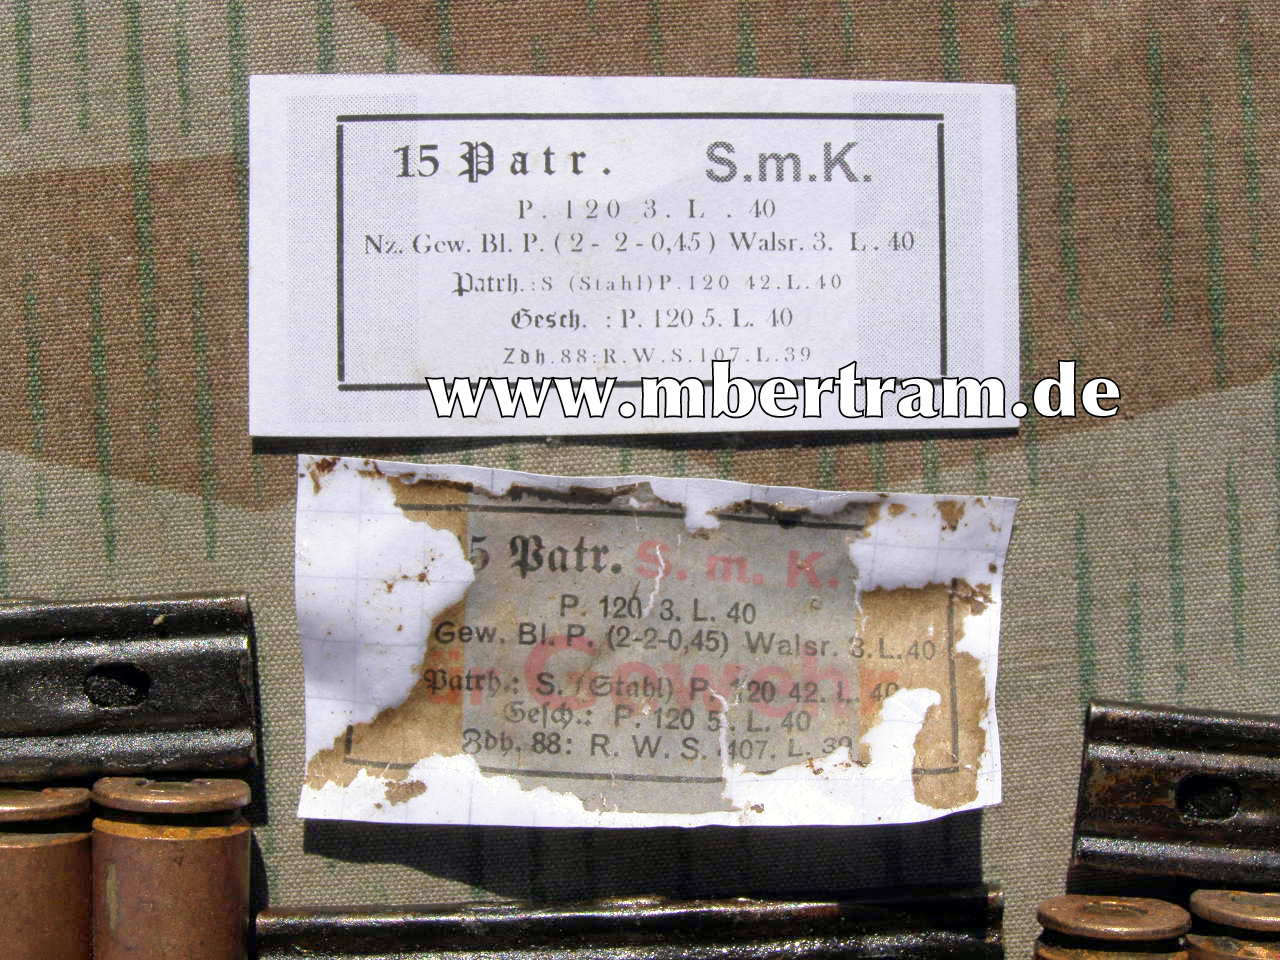 15 Patr. S.m.K.
P. 120 3. L. 40
Nz. Gew. Bl. P. (2-2-0,45) Walsr. 3. L. 40
Patrh.: S (Stahl) P. 120 42. L. 40
Gesch. : P. 120 5. L. 40
Zdh. 88: R. W. S. 107. L. 39
www.mbertram.de
5 Patr. S. m. K.
P. 120 3. L. 40
Gew. Bl. P. (2-2-0,45) Walsr. 3. L. 40
für Gewehr
Patrh.: S. (Stahl) P. 120 42. L. 40
Gesch.: P. 120 5. L. 40
Zdh. 88: R. W. S. 407. L. 39